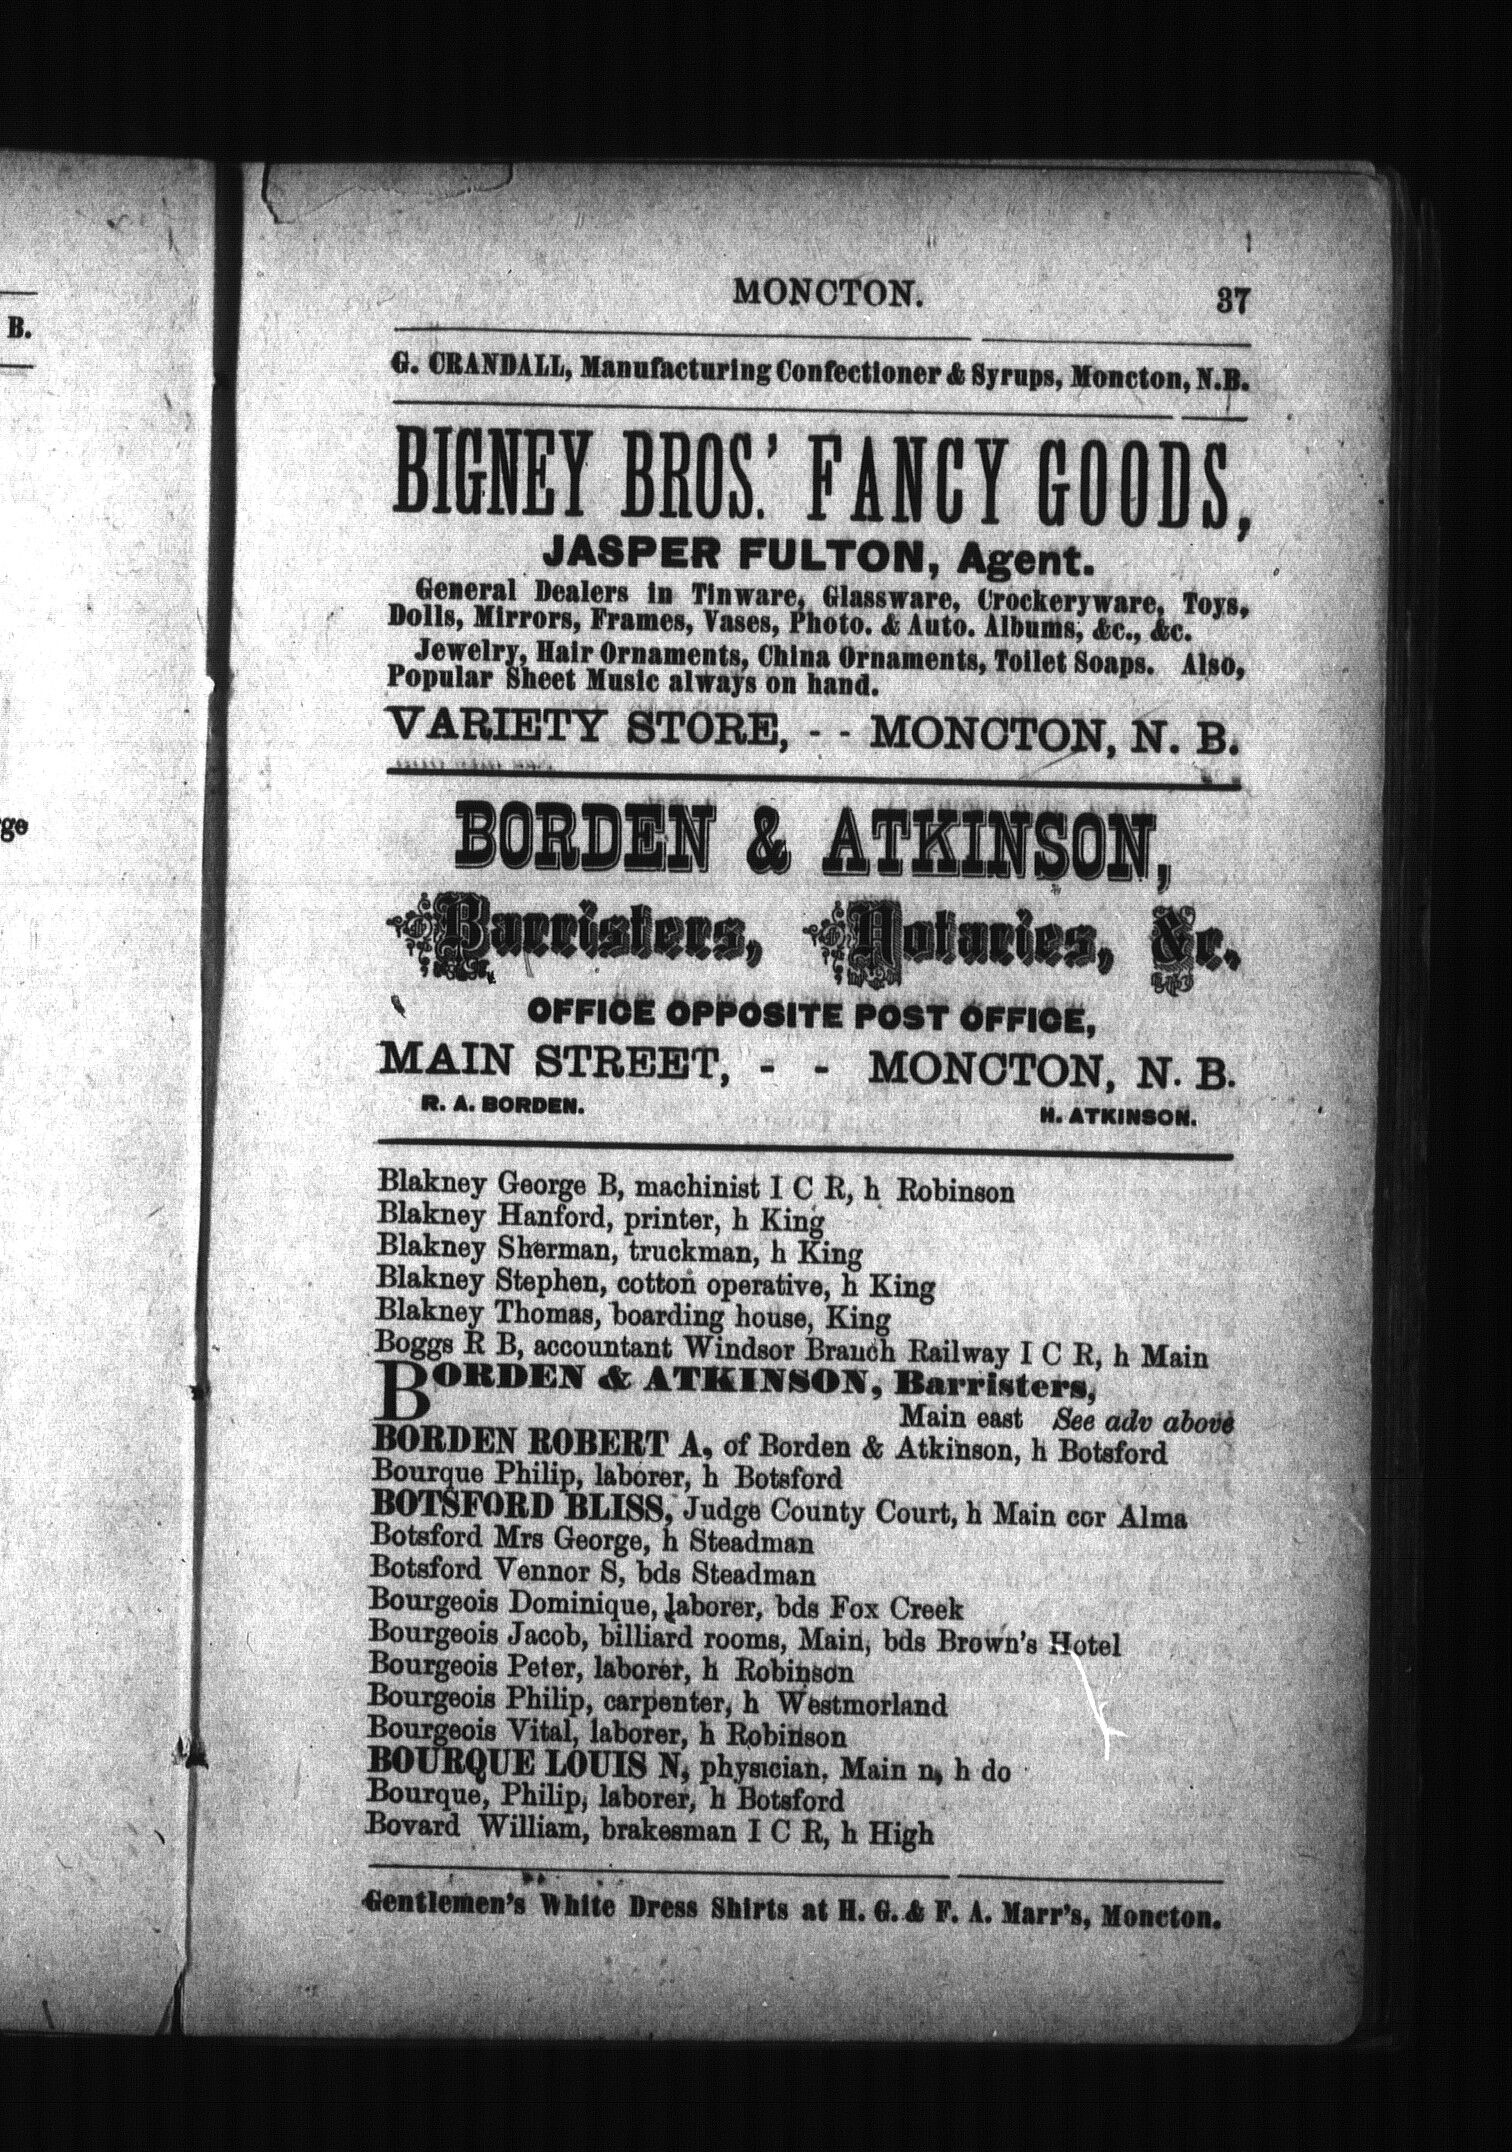 B.
MONCTON. 37
G. CRANDALL, Manufacturing Confectioner & Syrups, Moncton, N.B.
BIGNEY BROS.' FANCY GOODS,
JASPER FULTON, Agent.
General Dealers in Tinware, Glassware, Crockeryware, Toys,
Dolls, Mirrors, Frames, Vases, Photo. & Auto. Albums, &c., &c.
Jewelry, Hair Ornaments, China Ornaments, Toilet Soaps. Also,
Popular Sheet Music always on hand.
VARIETY STORE, - - MONCTON, N. B.
BORDEN & ATKINSON,
Barristers, Notaries, &c.
OFFICE OPPOSITE POST OFFICE,
MAIN STREET, - - MONCTON, N. B.
R. A. BORDEN. H. ATKINSON.
Blakney George B, machinist I C R, h Robinson
Blakney Hanford, printer, h King
Blakney Sherman, truckman, h King
Blakney Stephen, cotton operative, h King
Blakney Thomas, boarding house, King
Boggs R B, accountant Windsor Branch Railway I C R, h Main
BORDEN & ATKINSON, Barristers,
Main east See adv above
BORDEN ROBERT A, of Borden & Atkinson, h Botsford
Bourque Philip, laborer, h Botsford
BOTSFORD BLISS, Judge County Court, h Main cor Alma
Botsford Mrs George, h Steadman
Botsford Vennor S, bds Steadman
Bourgeois Dominique, laborer, bds Fox Creek
Bourgeois Jacob, billiard rooms, Main, bds Brown's Hotel
Bourgeois Peter, laborer, h Robinson
Bourgeois Philip, carpenter, h Westmorland
Bourgeois Vital, laborer, h Robinson
BOURQUE LOUIS N, physician, Main n, h do
Bourque, Philip, laborer, h Botsford
Bovard William, brakesman I C R, h High
Gentlemen's White Dress Shirts at H. G. & F. A. Marr's, Moncton.